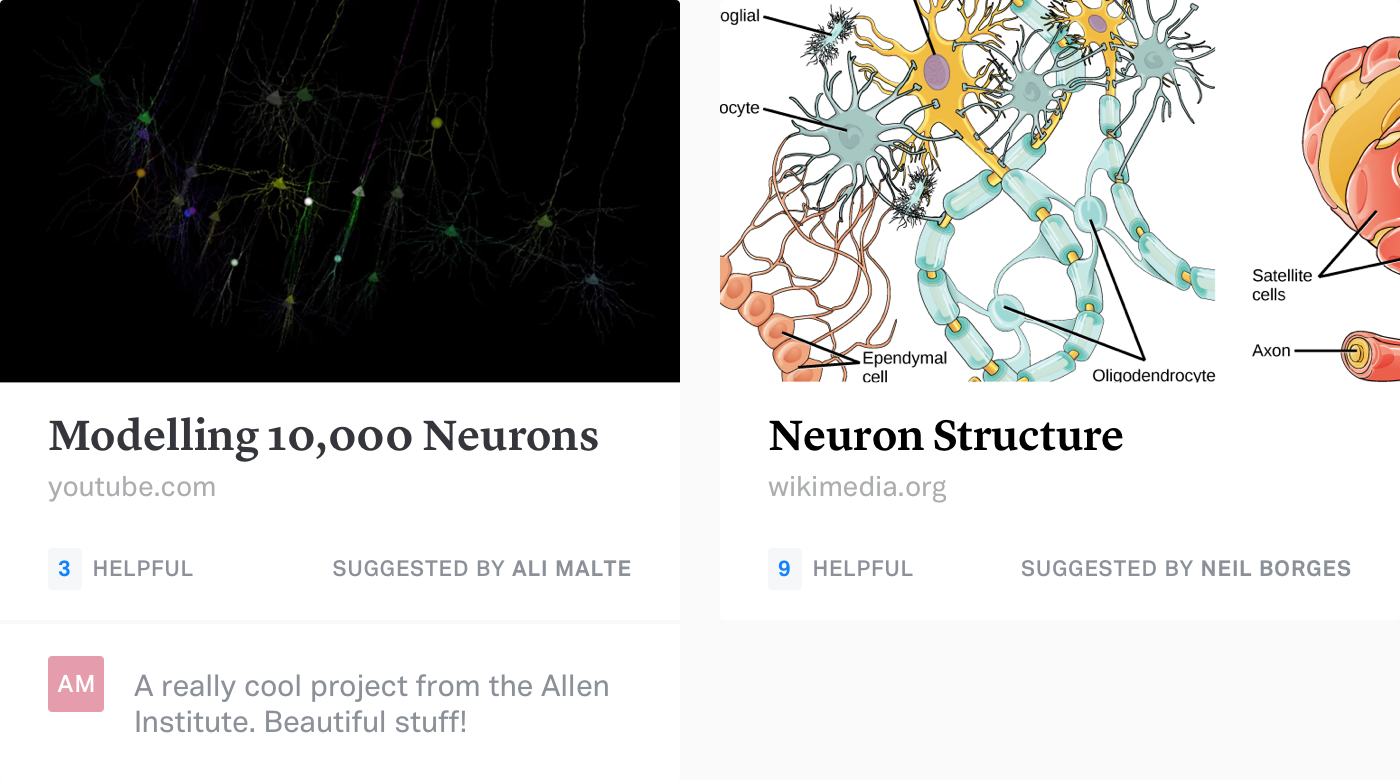 oglial
ocyte
Ependymal
cell
Oligodendrocyte
Satellite
cells
Axon
Modelling 10,000 Neurons
youtube.com
3 HELPFUL
SUGGESTED BY ALI MALTE
AM
A really cool project from the Allen
Institute. Beautiful stuff!
Neuron Structure
wikimedia.org
9 HELPFUL
SUGGESTED BY NEIL BORGES